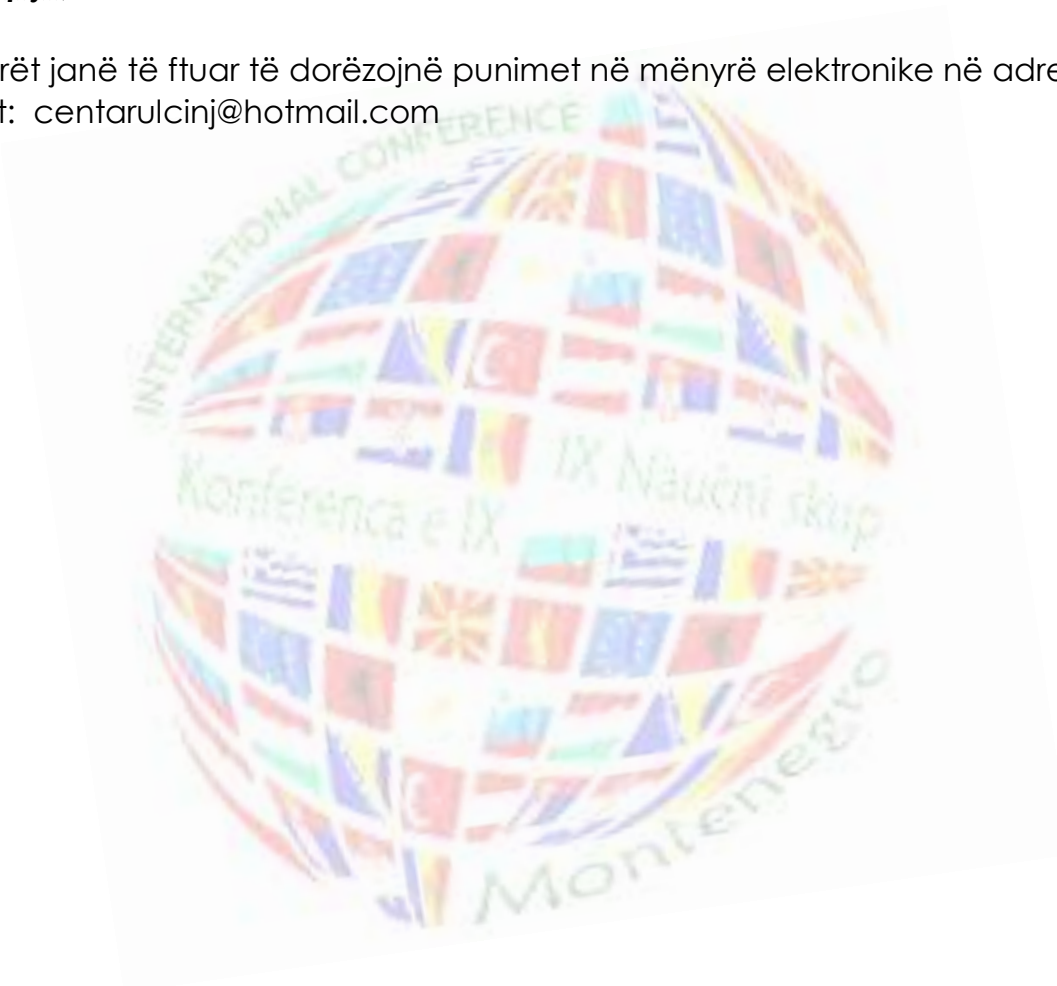 rët janë të ftuar të dorëzojnë punimet në mënyrë elektronike në adre
t: centarulcinj@hotmail.com
INTERNATIONAL CONFERENCE
Konferenca e IX
IX Naučni skup
Montenegro